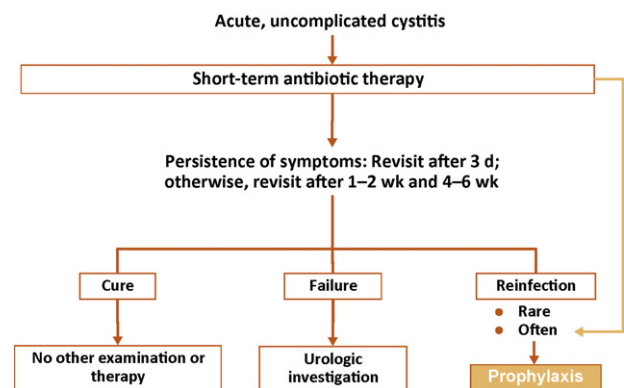 Acute, uncomplicated cystitis
Short-term antibiotic therapy
Persistence of symptoms: Revisit after 3 d;
otherwise, revisit after 1–2 wk and 4–6 wk
Cure
Failure
Reinfection
• Rare
• Often
No other examination or
therapy
Urologic
investigation
Prophylaxis